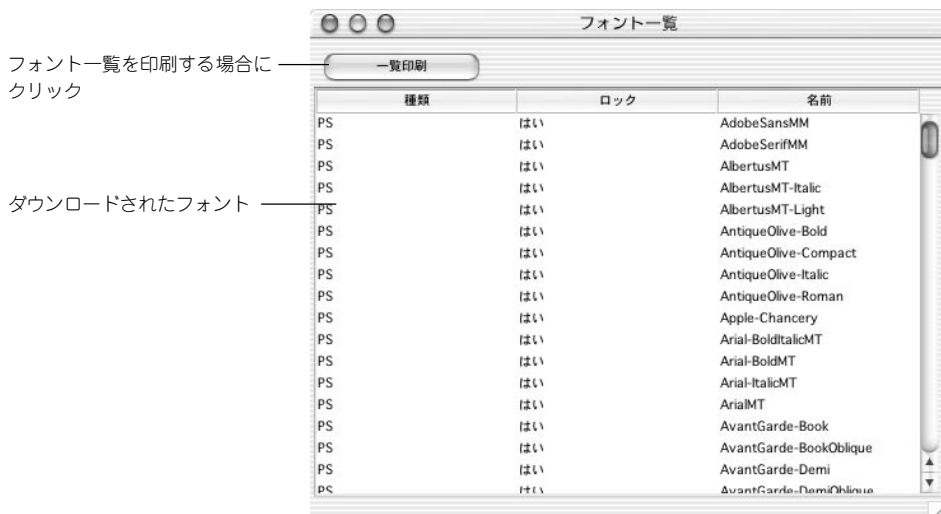 フォント一覧
フォント一覧を印刷する場合に
クリック
一覧印刷
種類 ロック 名前
ダウンロードされたフォント
PS はい AdobeSansMM
PS はい AdobeSerifMM
PS はい AlbertusMT
PS はい AlbertusMT-Italic
PS はい AlbertusMT-Light
PS はい AntiqueOlive-Bold
PS はい AntiqueOlive-Compact
PS はい AntiqueOlive-Italic
PS はい AntiqueOlive-Roman
PS はい Apple-Chancery
PS はい Arial-BoldItalicMT
PS はい Arial-BoldMT
PS はい Arial-ItalicMT
PS はい ArialMT
PS はい AvantGarde-Book
PS はい AvantGarde-BookOblique
PS はい AvantGarde-Demi
PS はい AvantGarde-DemiOblique